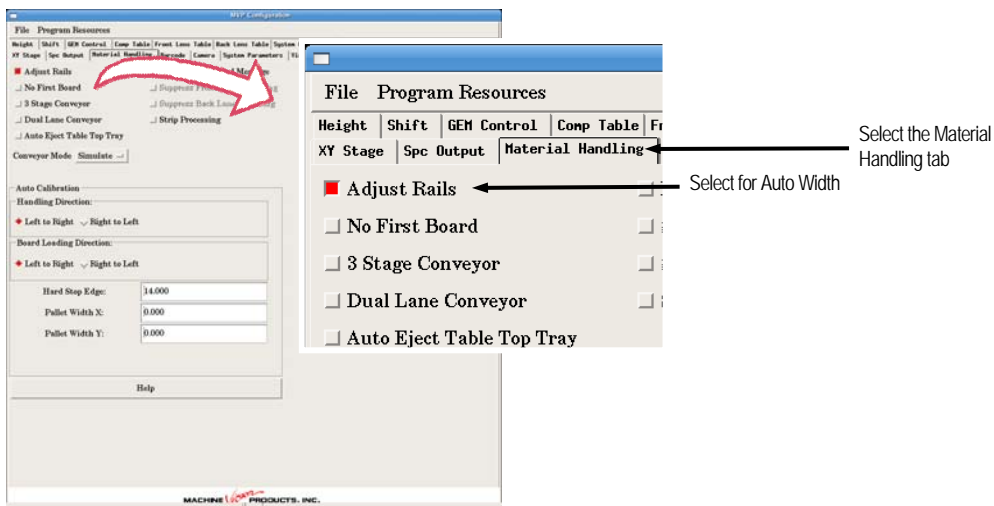 MVP Configuration
File Program Resources
Height Shift GEM Control Comp Table Front Lens Table Back Lens Table System
XY Stage Spc Output Material Handling Barcode Camera System Parameters
Adjust Rails
No First Board
3 Stage Conveyor
Suppress Back
Dual Lane Conveyor
Strip Processing
Auto Eject Table Top Tray
Conveyor Mode Simulate
Auto Calibration
Handling Direction:
Left to Right Right to Left
Board Loading Direction:
Left to Right Right to Left
Hard Stop Edge: 14.000
Pallet Width X: 0.000
Pallet Width Y: 0.000
Help
MACHINE Vision PRODUCTS. INC.
File Program Resources
Height Shift GEM Control Comp Table
XY Stage Spc Output Material Handling
Adjust Rails
No First Board
3 Stage Conveyor
Dual Lane Conveyor
Auto Eject Table Top Tray
Select the Material
Handling tab
Select for Auto Width